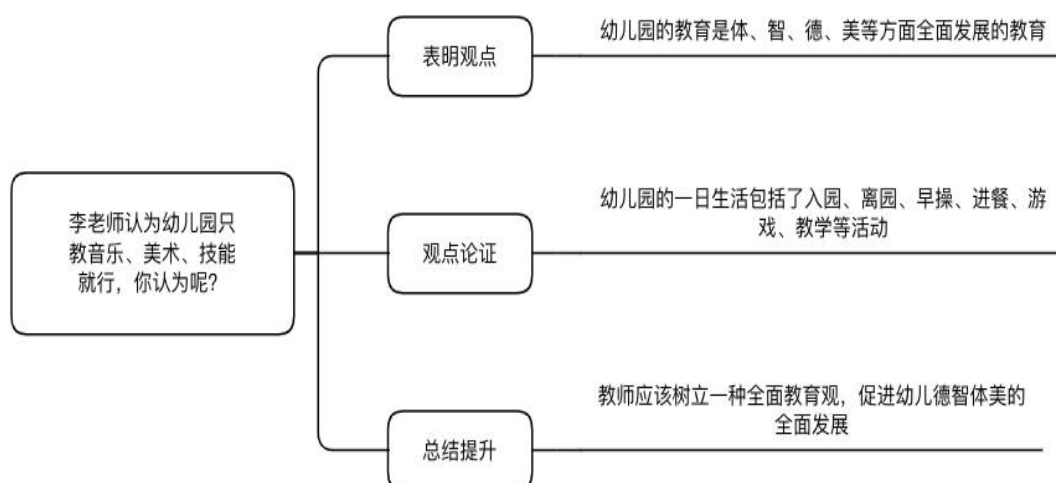 李老师认为幼儿园只
教音乐、美术、技能
就行，你认为呢？
表明观点
幼儿园的教育是体、智、德、美等方面全面发展的教育
观点论证
幼儿园的一日生活包括了入园、离园、早操、进餐、游
戏、教学等活动
总结提升
教师应该树立一种全面教育观，促进幼儿德智体美的
全面发展